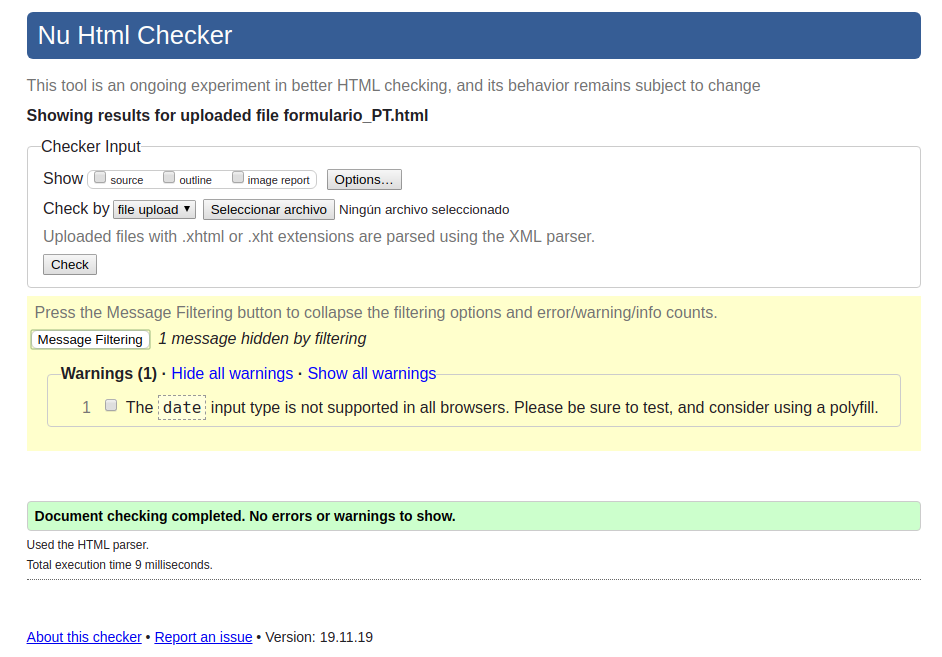 Nu Html Checker
This tool is an ongoing experiment in better HTML checking, and its behavior remains subject to change
Showing results for uploaded file formulario_PT.html
Checker Input
Show source outline image report Options…
Check by file upload ▼ Seleccionar archivo Ningún archivo seleccionado
Uploaded files with .xhtml or .xht extensions are parsed using the XML parser.
Check
Press the Message Filtering button to collapse the filtering options and error/warning/info counts.
Message Filtering 1 message hidden by filtering
Warnings (1) · Hide all warnings · Show all warnings
1 The date input type is not supported in all browsers. Please be sure to test, and consider using a polyfill.
Document checking completed. No errors or warnings to show.
Used the HTML parser.
Total execution time 9 milliseconds.
About this checker • Report an issue • Version: 19.11.19